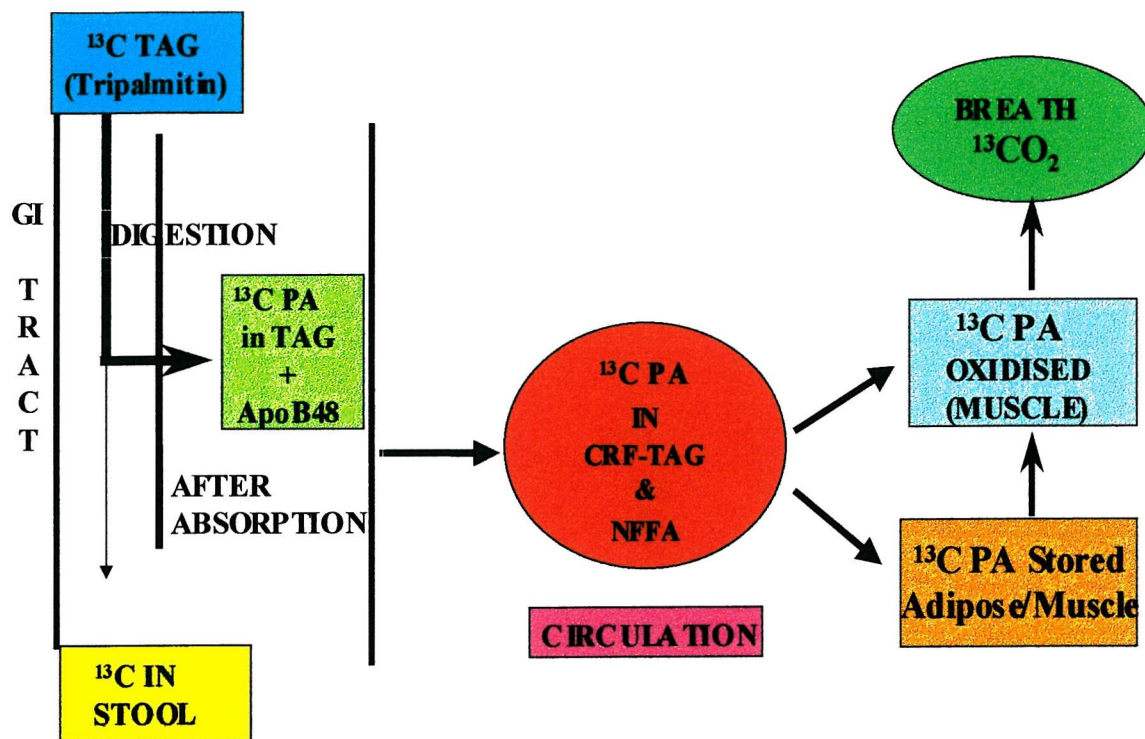 ¹³C TAG
(Tripalmitin)
GI
T
R
A
C
T
DIGESTION
¹³C PA
in TAG
+
ApoB48
AFTER
ABSORPTION
¹³C IN
STOOL
¹³C PA
IN
CRF-TAG
&
NFFA
CIRCULATION
BREATH
¹³CO₂
¹³C PA
OXIDISED
(MUSCLE)
¹³C PA Stored
Adipose/Muscle